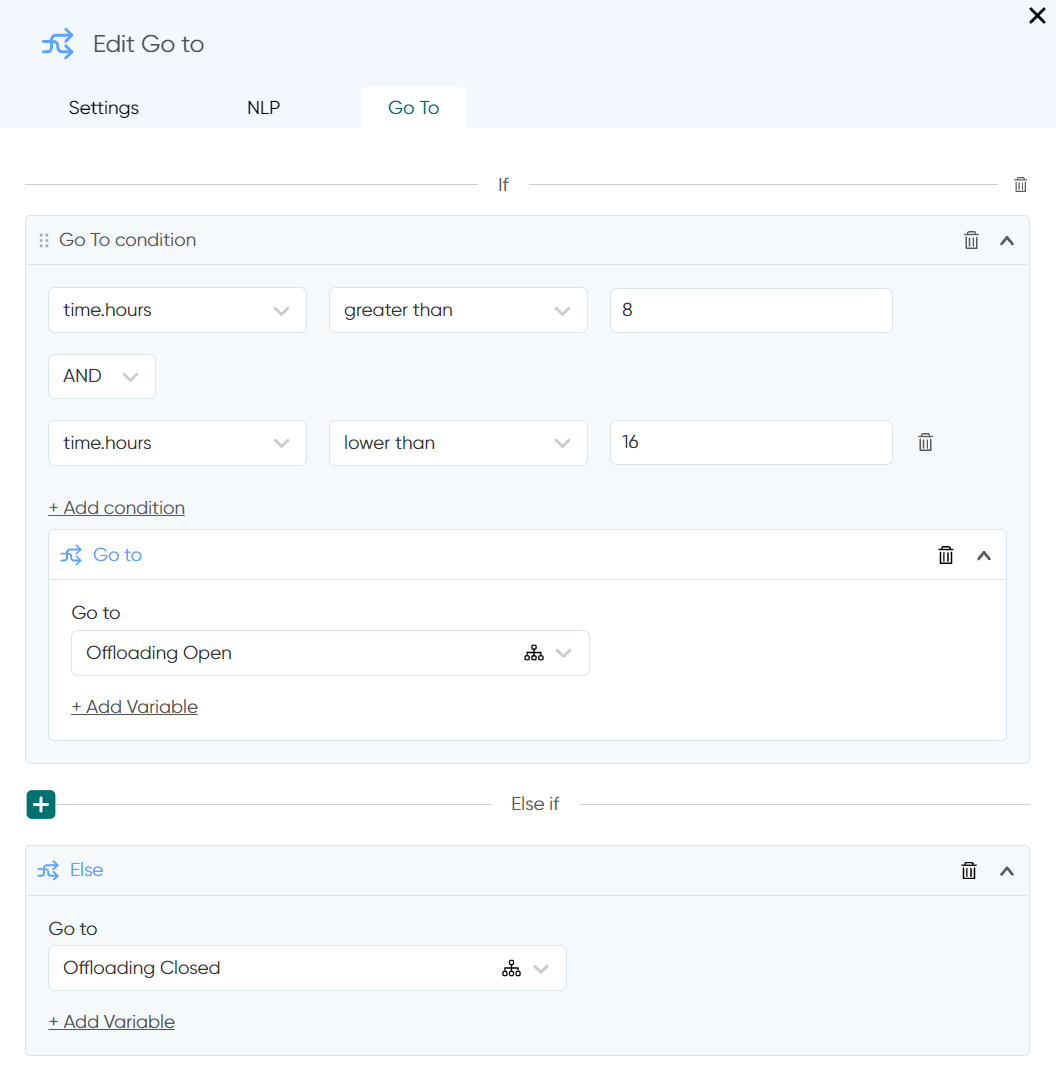 Edit Go to
Settings NLP Go To
If
Go To condition
time.hours greater than 8
AND
time.hours lower than 16
+ Add condition
Go to
Go to
Offloading Open
+ Add Variable
Else if
Else
Go to
Offloading Closed
+ Add Variable